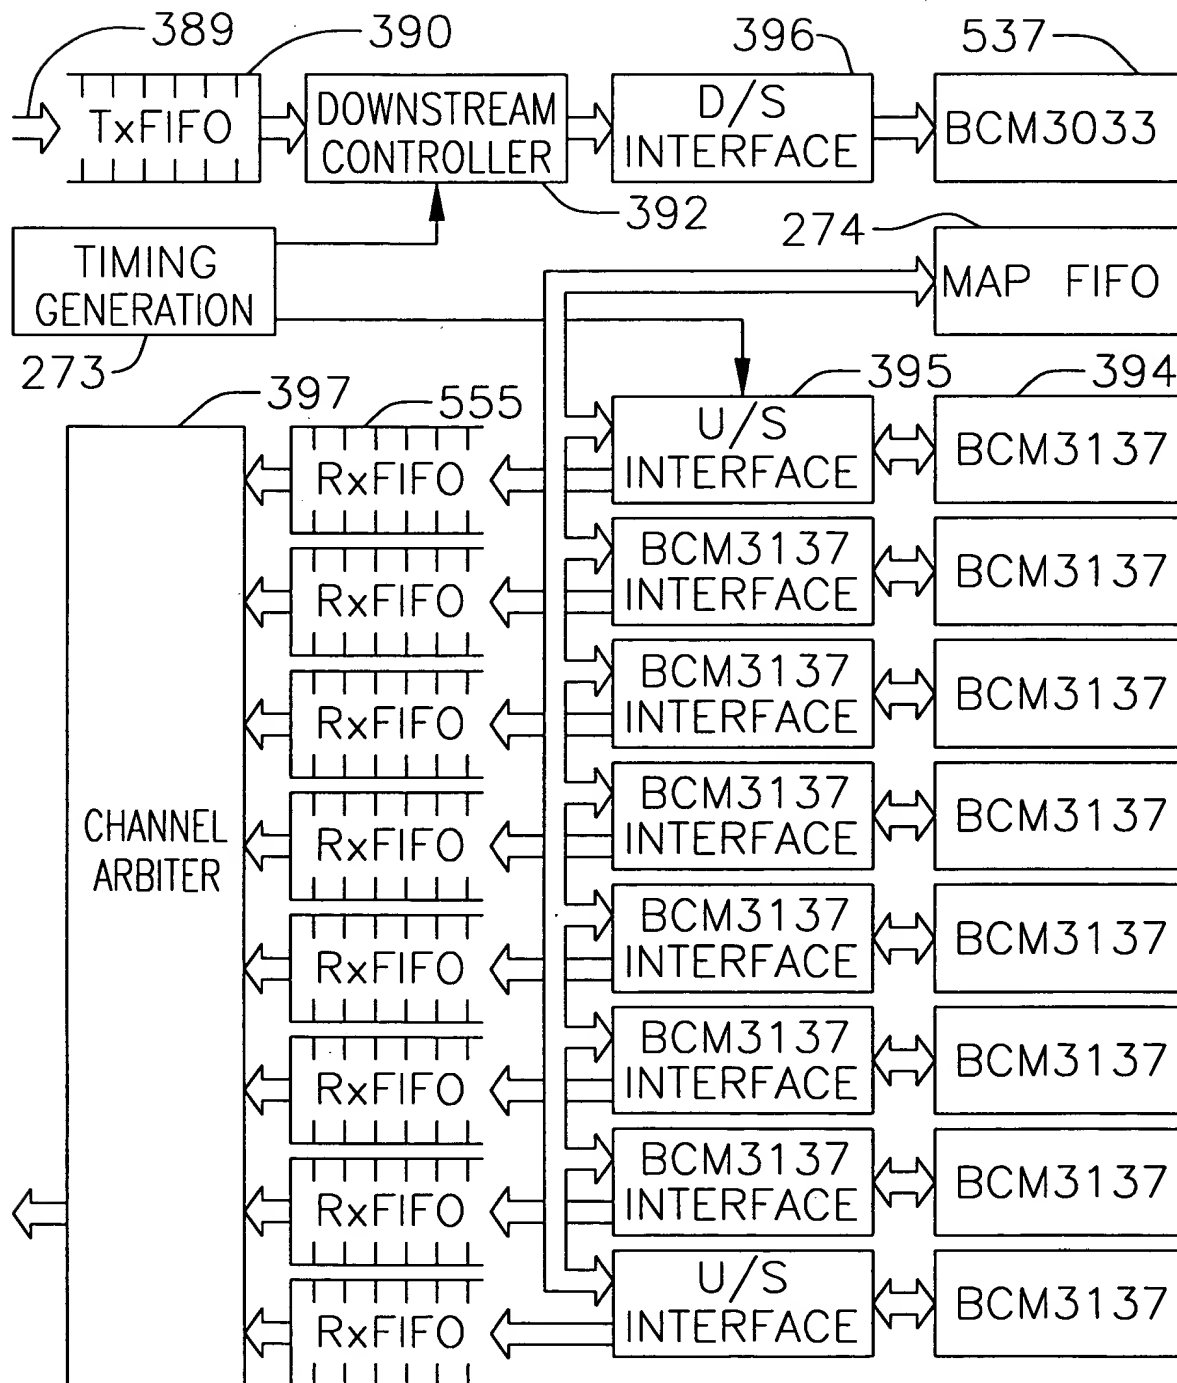 389
390
396
537
TxFIFO
DOWNSTREAM
CONTROLLER
D/S
INTERFACE
BCM3033
392
274
TIMING
GENERATION
MAP FIFO
273
397
555
395
394
RxFIFO
U/S
INTERFACE
BCM3137
RxFIFO
BCM3137
INTERFACE
BCM3137
RxFIFO
BCM3137
INTERFACE
BCM3137
CHANNEL
ARBITER
RxFIFO
BCM3137
INTERFACE
BCM3137
RxFIFO
BCM3137
INTERFACE
BCM3137
RxFIFO
BCM3137
INTERFACE
BCM3137
RxFIFO
BCM3137
INTERFACE
BCM3137
RxFIFO
U/S
INTERFACE
BCM3137